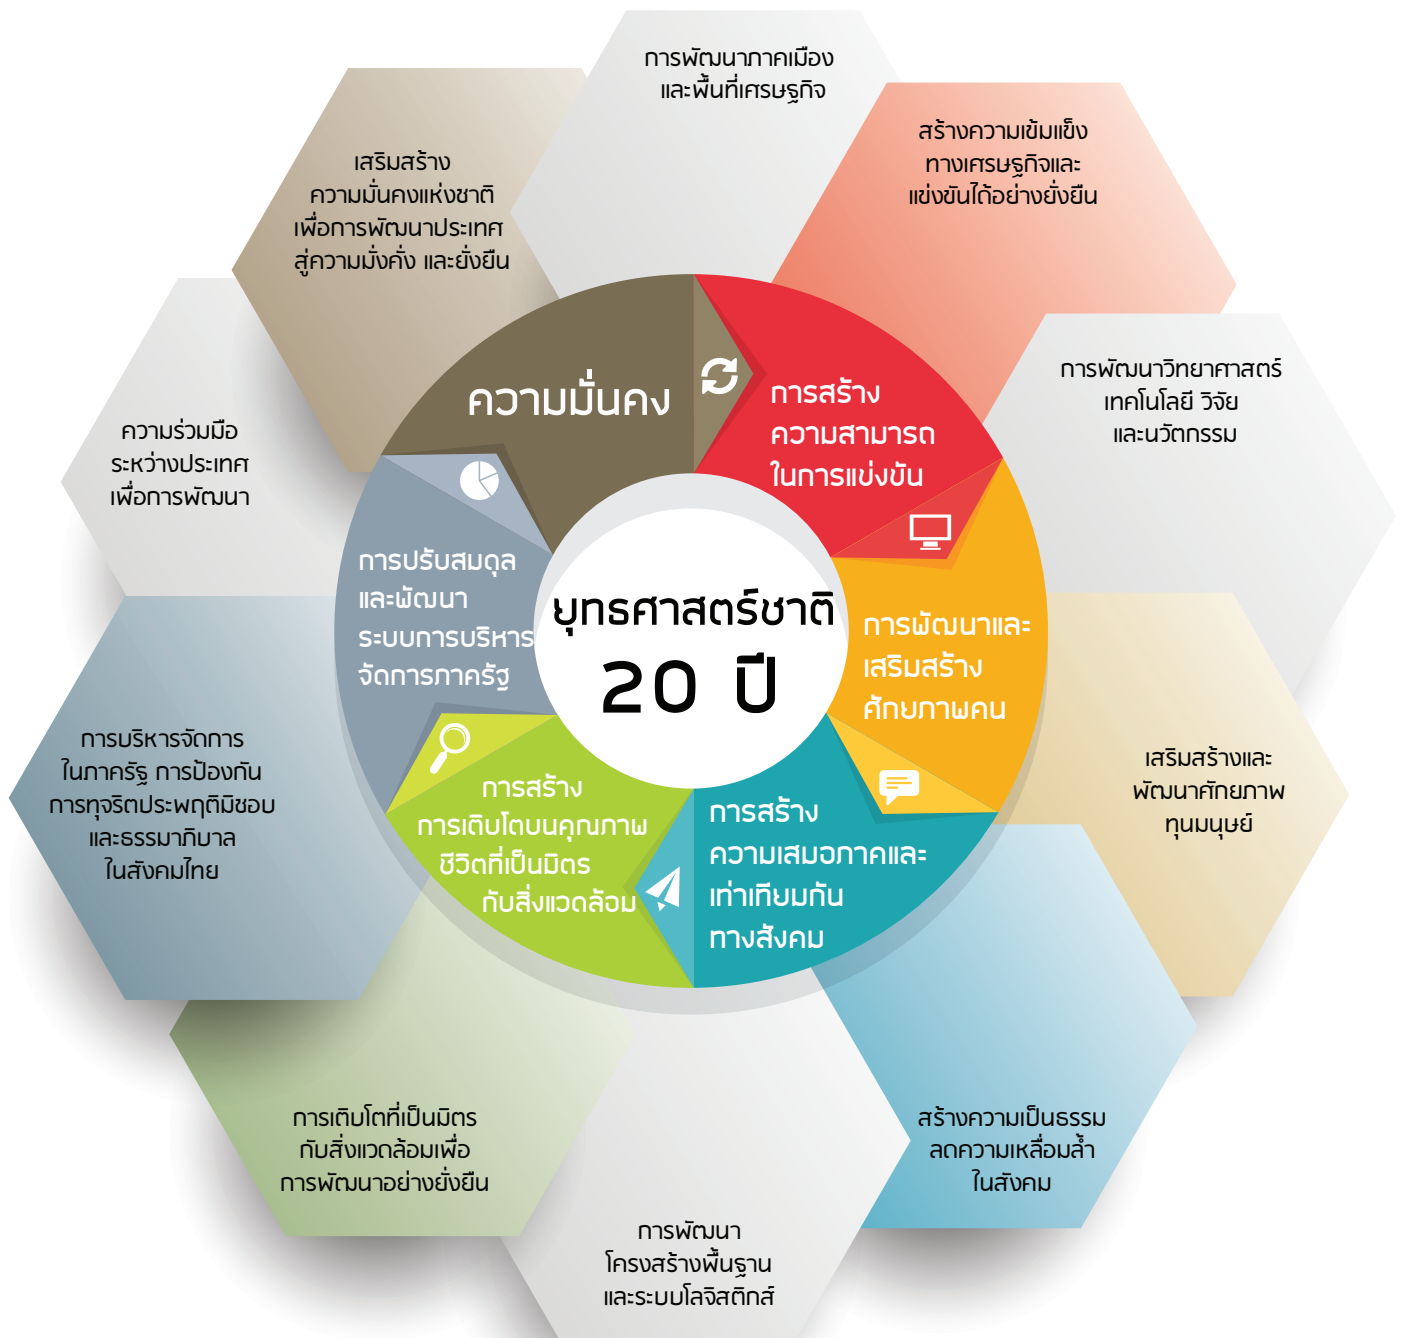 การพัฒนาภาคเมือง
และพื้นที่เศรษฐกิจ
สร้างความเข้มแข็ง
ทางเศรษฐกิจและ
แข่งขันได้อย่างยั่งยืน
เสริมสร้าง
ความมั่นคงแห่งชาติ
เพื่อการพัฒนาประเทศ
สู่ความมั่งคั่ง และยั่งยืน
การพัฒนาวิทยาศาสตร์
เทคโนโลยี วิจัย
และนวัตกรรม
ความร่วมมือ
ระหว่างประเทศ
เพื่อการพัฒนา
ความมั่นคง
การสร้าง
ความสามารถ
ในการแข่งขัน
การปรับสมดุล
และพัฒนา
ระบบการบริหาร
จัดการภาครัฐ
ยุทธศาสตร์ชาติ
20 ปี
การพัฒนาและ
เสริมสร้าง
ศักยภาพคน
การบริหารจัดการ
ในภาครัฐ การป้องกัน
การทุจริตประพฤติมิชอบ
และธรรมาภิบาล
ในสังคมไทย
เสริมสร้างและ
พัฒนาศักยภาพ
ทุนมนุษย์
การสร้าง
การเติบโตบนคุณภาพ
ชีวิตที่เป็นมิตร
กับสิ่งแวดล้อม
การสร้าง
ความเสมอภาคและ
เท่าเทียมกัน
ทางสังคม
การเติบโตที่เป็นมิตร
กับสิ่งแวดล้อมเพื่อ
การพัฒนาอย่างยั่งยืน
สร้างความเป็นธรรม
ลดความเหลื่อมล้ำ
ในสังคม
การพัฒนา
โครงสร้างพื้นฐาน
และระบบโลจิสติกส์